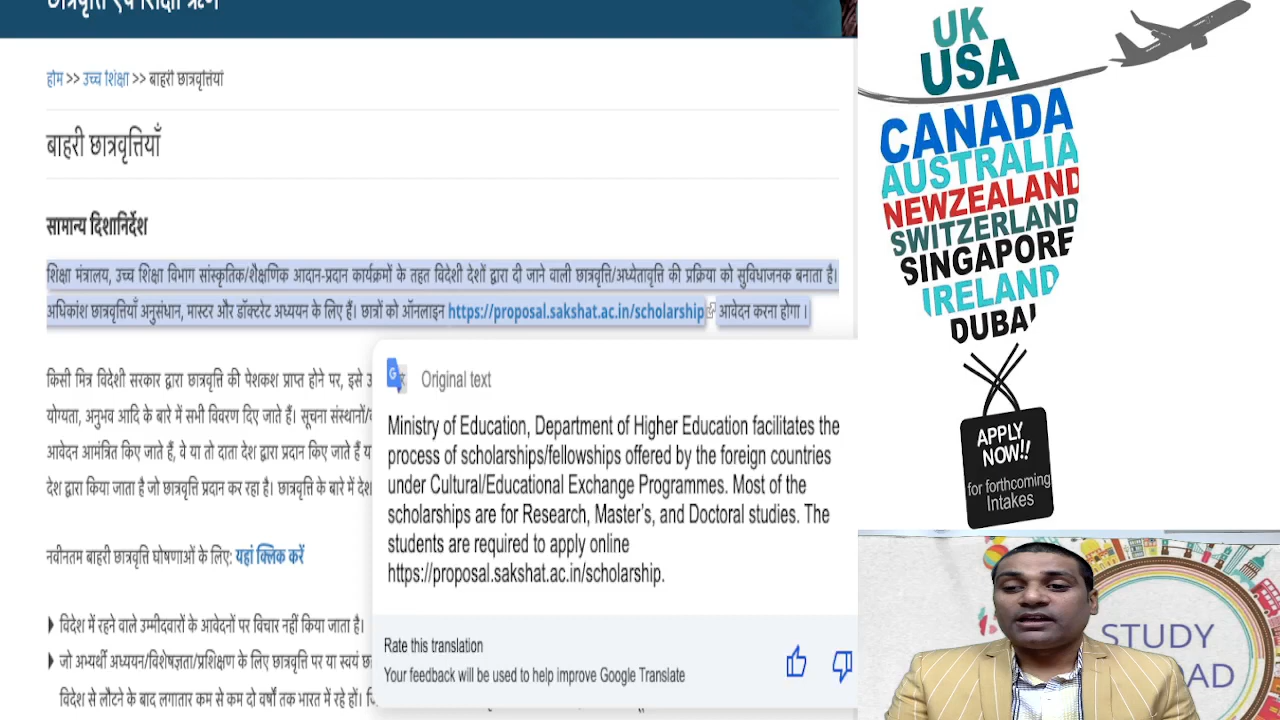 छात्रवृत्ति एवं शिक्षा ऋण
होम >> उच्च शिक्षा >> बाहरी छात्रवृत्तियां
बाहरी छात्रवृत्तियाँ
सामान्य दिशानिर्देश
शिक्षा मंत्रालय, उच्च शिक्षा विभाग सांस्कृतिक/शैक्षणिक आदान-प्रदान कार्यक्रमों के तहत विदेशी देशों द्वारा दी जाने वाली छात्रवृत्ति/अध्येतावृत्ति की प्रक्रिया को सुविधाजनक बनाता है।
अधिकांश छात्रवृत्तियाँ अनुसंधान, मास्टर और डॉक्टरेट अध्ययन के लिए हैं। छात्रों को ऑनलाइन https://proposal.sakshat.ac.in/scholarship आवेदन करना होगा ।
किसी मित्र विदेशी सरकार द्वारा छात्रवृत्ति की पेशकश प्राप्त होने पर, इसे
योग्यता, अनुभव आदि के बारे में सभी विवरण दिए जाते हैं। सूचना संस्थानों/
आवेदन आमंत्रित किए जाते हैं, वे या तो दाता देश द्वारा प्रदान किए जाते हैं
देश द्वारा किया जाता है जो छात्रवृत्ति प्रदान कर रहा है। छात्रवृत्ति के बारे में
नवीनतम बाहरी छात्रवृत्ति घोषणाओं के लिए: यहां क्लिक करें
विदेश में रहने वाले उम्मीदवारों के आवेदनों पर विचार नहीं किया जाता है।
जो अभ्यर्थी अध्ययन/विशेषज्ञता/प्रशिक्षण के लिए छात्रवृत्ति पर या स्वयं
विदेश से लौटने के बाद लगातार कम से कम दो वर्षों तक भारत में रहे हों।
Original text
Ministry of Education, Department of Higher Education facilitates the
process of scholarships/fellowships offered by the foreign countries
under Cultural/Educational Exchange Programmes. Most of the
scholarships are for Research, Master's, and Doctoral studies. The
students are required to apply online
https://proposal.sakshat.ac.in/scholarship.
Rate this translation
Your feedback will be used to help improve Google Translate
UK
USA
CANADA
AUSTRALIA
NEWZEALAND
SWITZERLAND
SINGAPORE
IRELAND
DUBAI
APPLY
NOW!!
for forthcoming
Intakes
STUDY